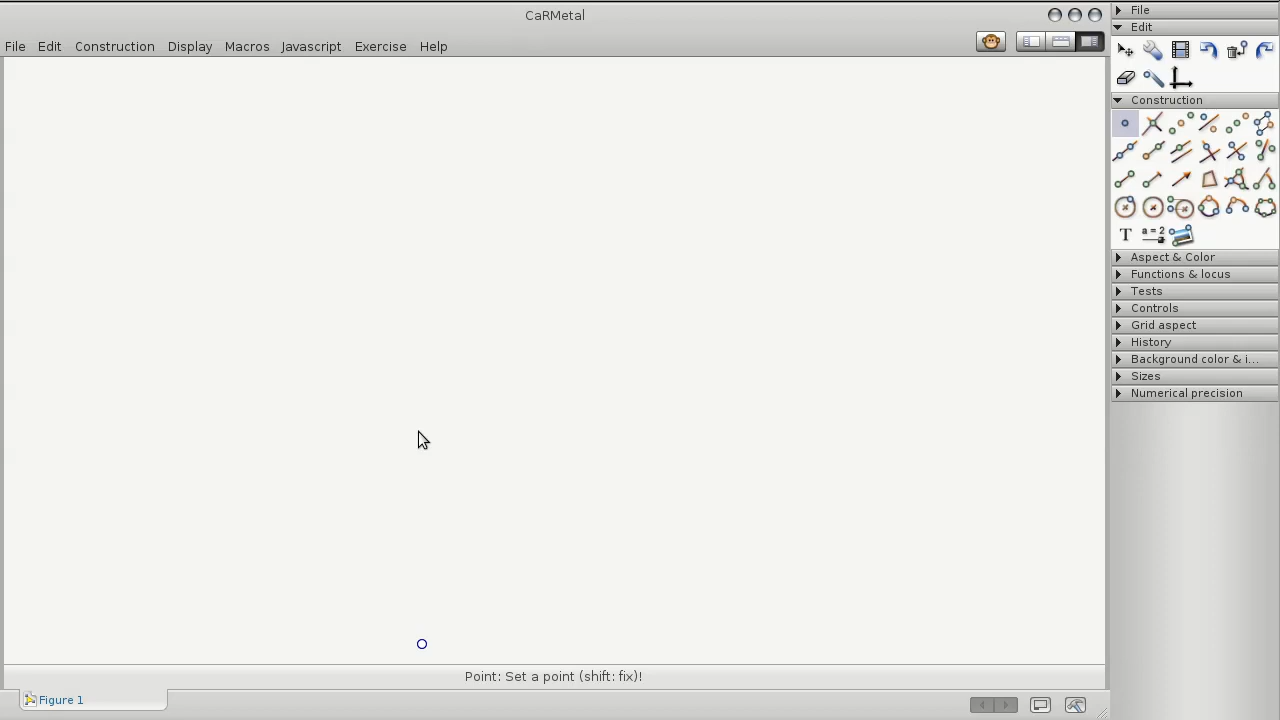 CaRMetal
File Edit Construction Display Macros Javascript Exercise Help
File
Edit
Construction
T a = 2
Aspect & Color
Functions & locus
Tests
Controls
Grid aspect
History
Background color & i...
Sizes
Numerical precision
Point: Set a point (shift: fix)!
Figure 1